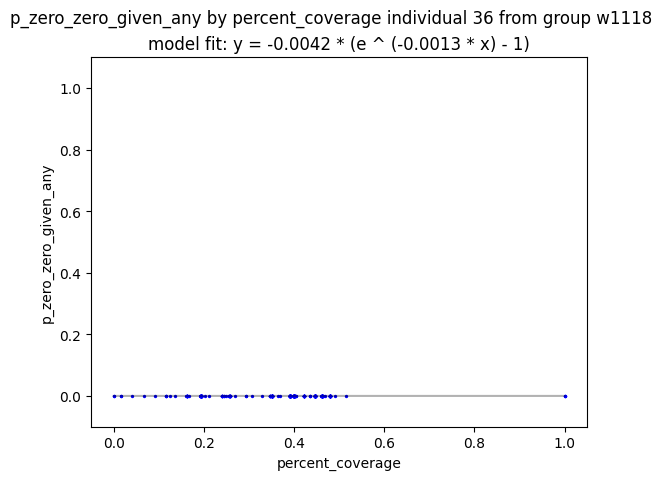 p_zero_zero_given_any by percent_coverage individual 36 from group w1118
model fit: y = -0.0042 * (e ^ (-0.0013 * x) - 1)
1.0
0.8
0.6
0.4
0.2
0.0
p_zero_zero_given_any
0.0 0.2 0.4 0.6 0.8 1.0
percent_coverage